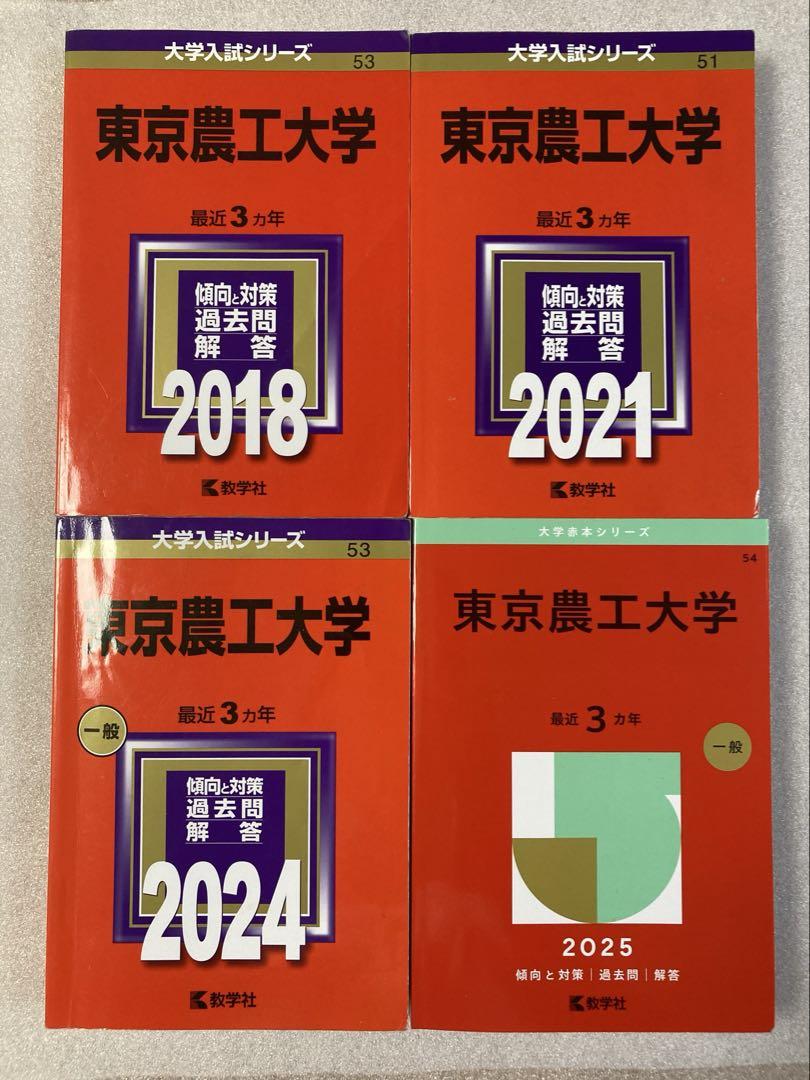 大学入試シリーズ
53
東京農工大学
最近3カ年
傾向と対策
過去問
解答
2018
教学社
大学入試シリーズ
51
東京農工大学
最近3カ年
傾向と対策
過去問
解答
2021
教学社
大学入試シリーズ
53
東京農工大学
最近3カ年
一般
傾向と対策
過去問
解答
2024
教学社
大学赤本シリーズ
54
東京農工大学
最近3カ年
一般
2025
傾向と対策|過去問|解答
教学社